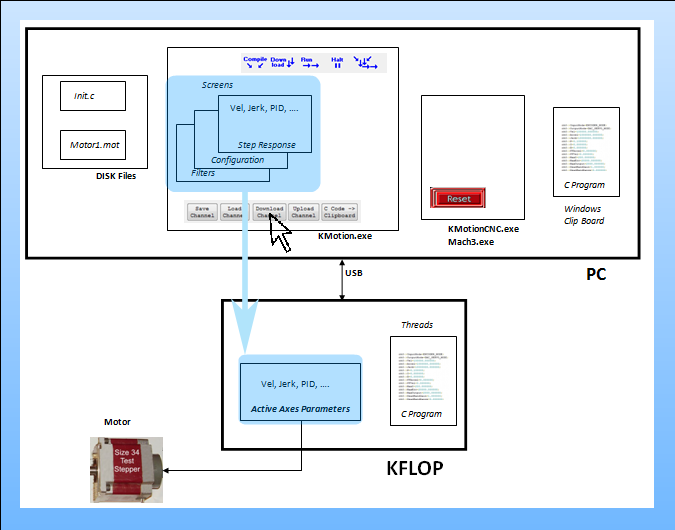 Compile
Down
load
Run
Halt
Init.c
Motor1.mat
DISK Files
Screens
Vel, Jerk, PID, ....
Step Response
Configuration
Filters
Save
Channel
Load
Channel
Download
Channel
Upload
Channel
C Code ->
Clipboard
KMotion.exe
Reset
KMotionCNC.exe
Mach3.exe
C Program
Windows
Clip Board
PC
USB
Threads
C Program
Vel, Jerk, PID, ....
Active Axes Parameters
KFLOP
Motor
Size 34
Test
Stepper